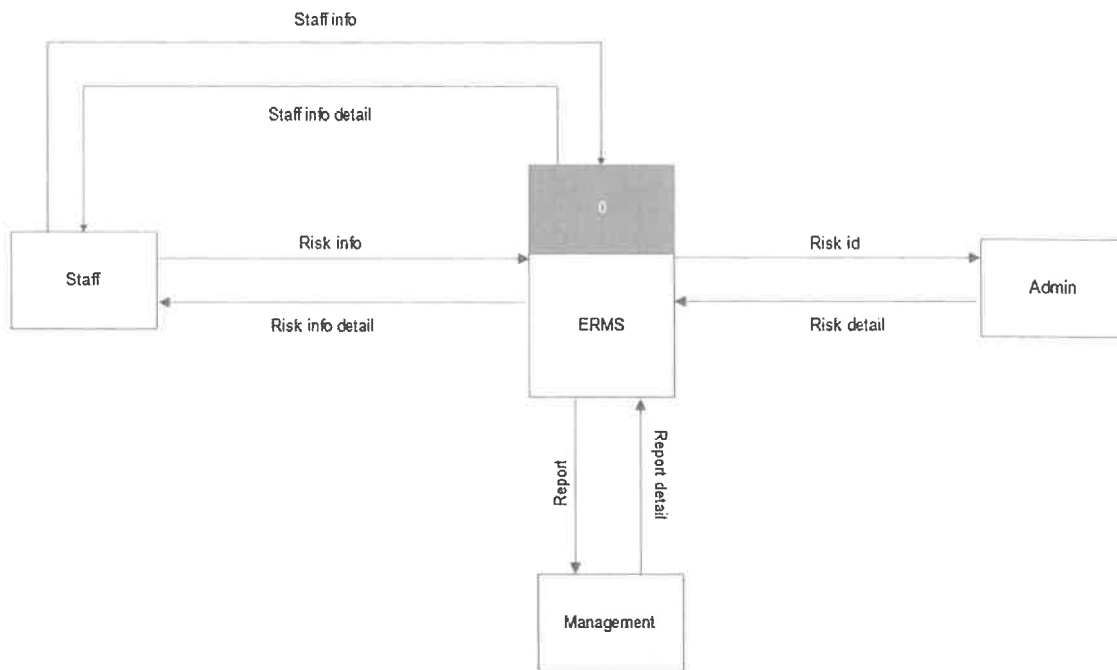 Staff info
Staff info detail
0
Staff
Risk info
Risk info detail
ERMS
Risk id
Risk detail
Admin
Report
Report detail
Management